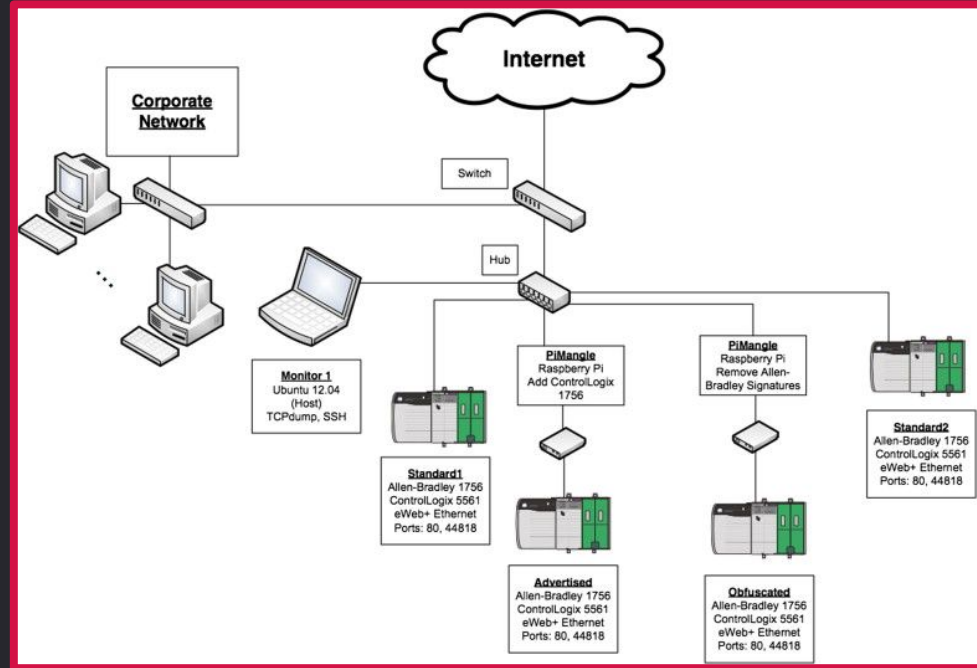 Internet
Corporate
Network
Switch
Hub
Monitor 1
Ubuntu 12.04
(Host)
TCPdump, SSH
PiMangle
Raspberry Pi
Add ControlLogix
1756
PiMangle
Raspberry Pi
Remove Allen-
Bradley Signatures
Standard1
Allen-Bradley 1756
ControlLogix 5561
eWeb+ Ethernet
Ports: 80, 44818
Standard2
Allen-Bradley 1756
ControlLogix 5561
eWeb+ Ethernet
Ports: 80, 44818
Advertised
Allen-Bradley 1756
ControlLogix 5561
eWeb+ Ethernet
Ports: 80, 44818
Obfuscated
Allen-Bradley 1756
ControlLogix 5561
eWeb+ Ethernet
Ports: 80, 44818